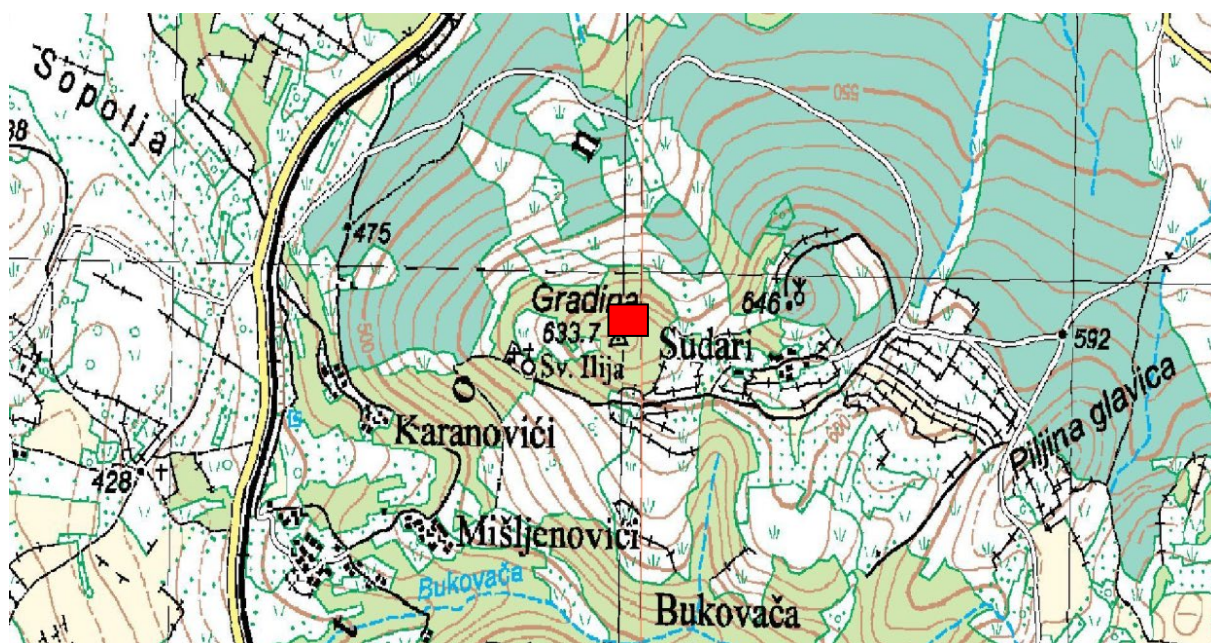 Sopolja
n
550
475
Gradina
646
500
633.7
Sudari
592
Sv. Ilija
o
Karanovići
600
Piljina glavica
428
Mišljenovići
Bukovača
Bukovača